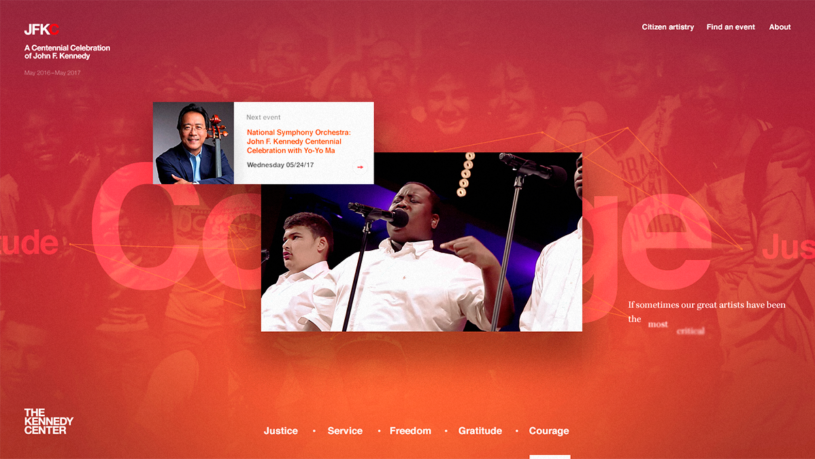 JFKC
Citizen artistry
Find an event
About
A Centennial Celebration
of John F. Kennedy
May 2016–May 2017
Next event
National Symphony Orchestra:
John F. Kennedy Centennial
Celebration with Yo-Yo Ma
Wednesday 05/24/17
→
tude
Co
ge
Jus
If sometimes our great artists have been
the most
critical
THE
KENNEDY
CENTER
Justice • Service • Freedom • Gratitude • Courage